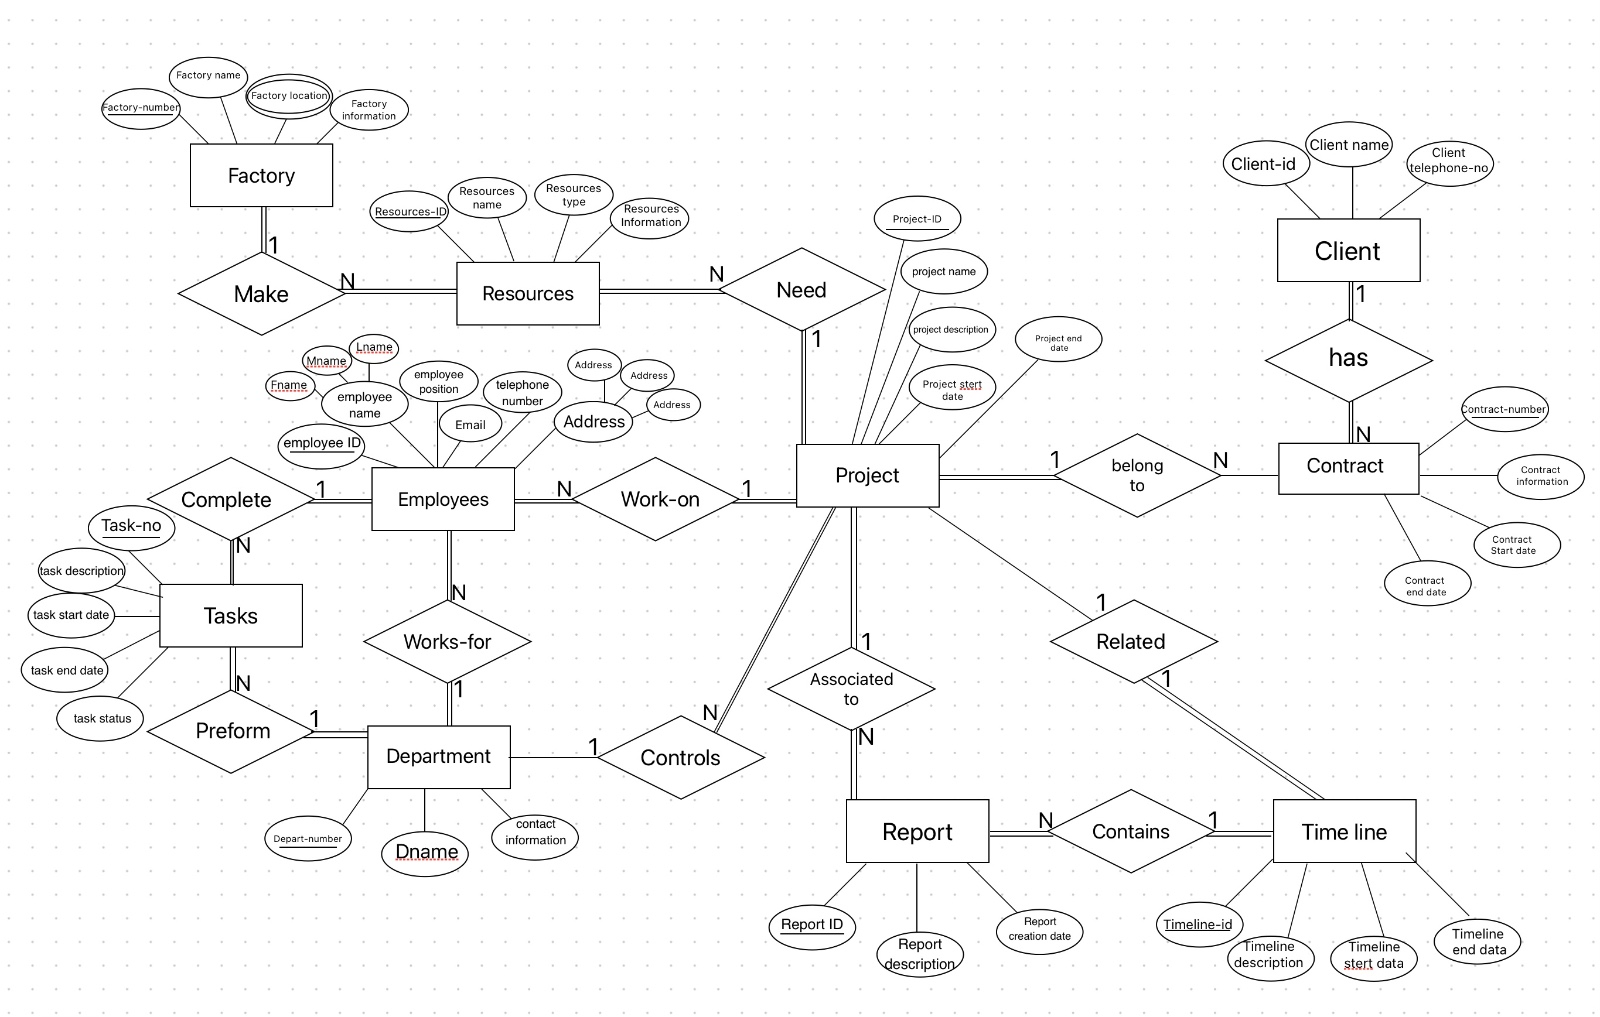 Factory name
Factory-number
Factory location
Factory
information
Factory
1
Make
N
Resources-ID
Resources
name
Resources
type
Resources
Information
Resources
N
Need
1
Project-ID
project name
project description
Project stert
date
Project end
date
Client-id
Client name
Client
telephone-no
Client
1
has
N
Contract-number
Contract
information
Contract
Start date
Contract
end date
Contract
N
belong
to
1
Project
Fname
Mname
Lname
employee
name
employee
position
Email
telephone
number
Address
Address
Address
Address
employee ID
Employees
1
Complete
N
N
Work-on
1
Task-no
task description
task start date
task end date
task status
Tasks
N
Preform
1
N
Works-for
1
Department
Depart-number
Dname
contact
information
1
Controls
N
1
Associated
to
N
1
Related
1
Report
N
Contains
1
Time line
Report ID
Report
description
Report
creation date
Timeline-id
Timeline
description
Timeline
stert data
Timeline
end data